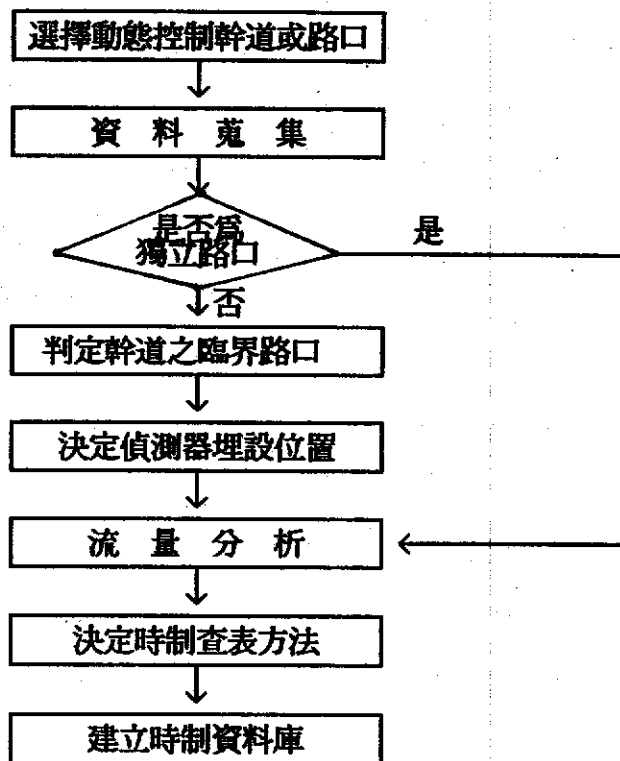 選擇動態控制幹道或路口
資料蒐集
是否爲
獨立路口
是
否
判定幹道之臨界路口
決定偵測器埋設位置
流量分析
決定時制查表方法
建立時制資料庫